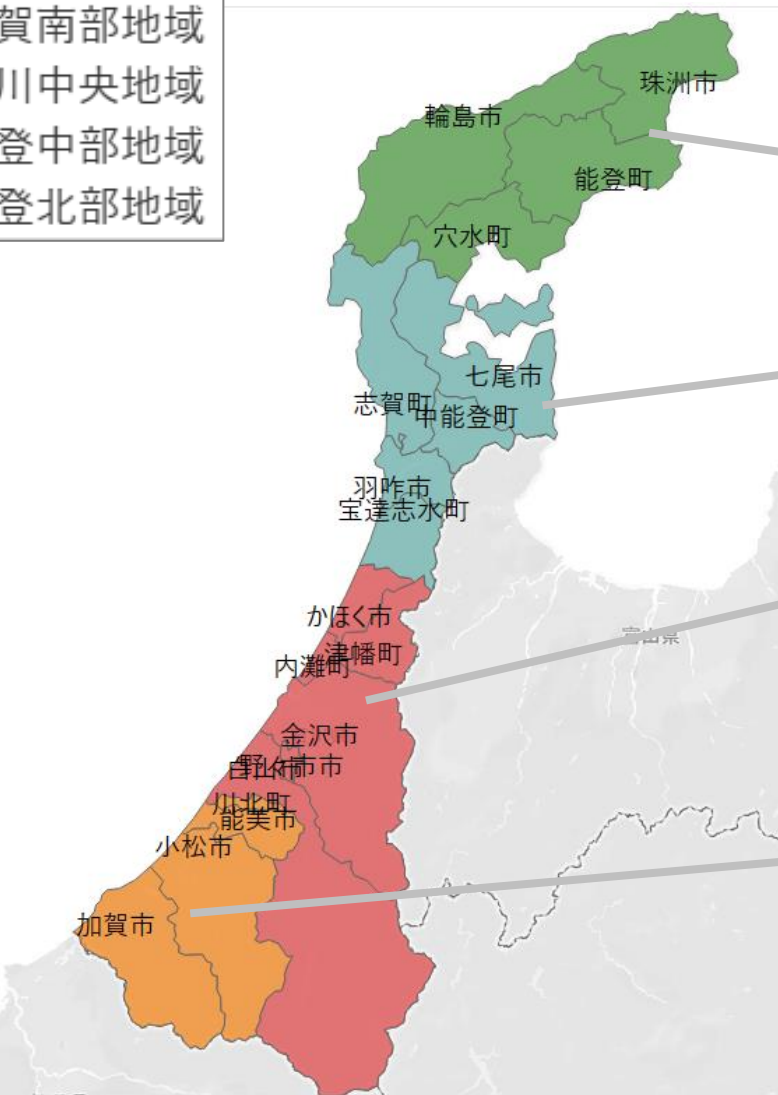 賀南部地域
川中央地域
登中部地域
登北部地域
珠洲市
輪島市
能登町
穴水町
七尾市
志賀町
中能登町
羽咋市
宝達志水町
かほく市
津幡町
内灘町
富山県
金沢市
野々市市
白山市
川北町
能美市
小松市
加賀市